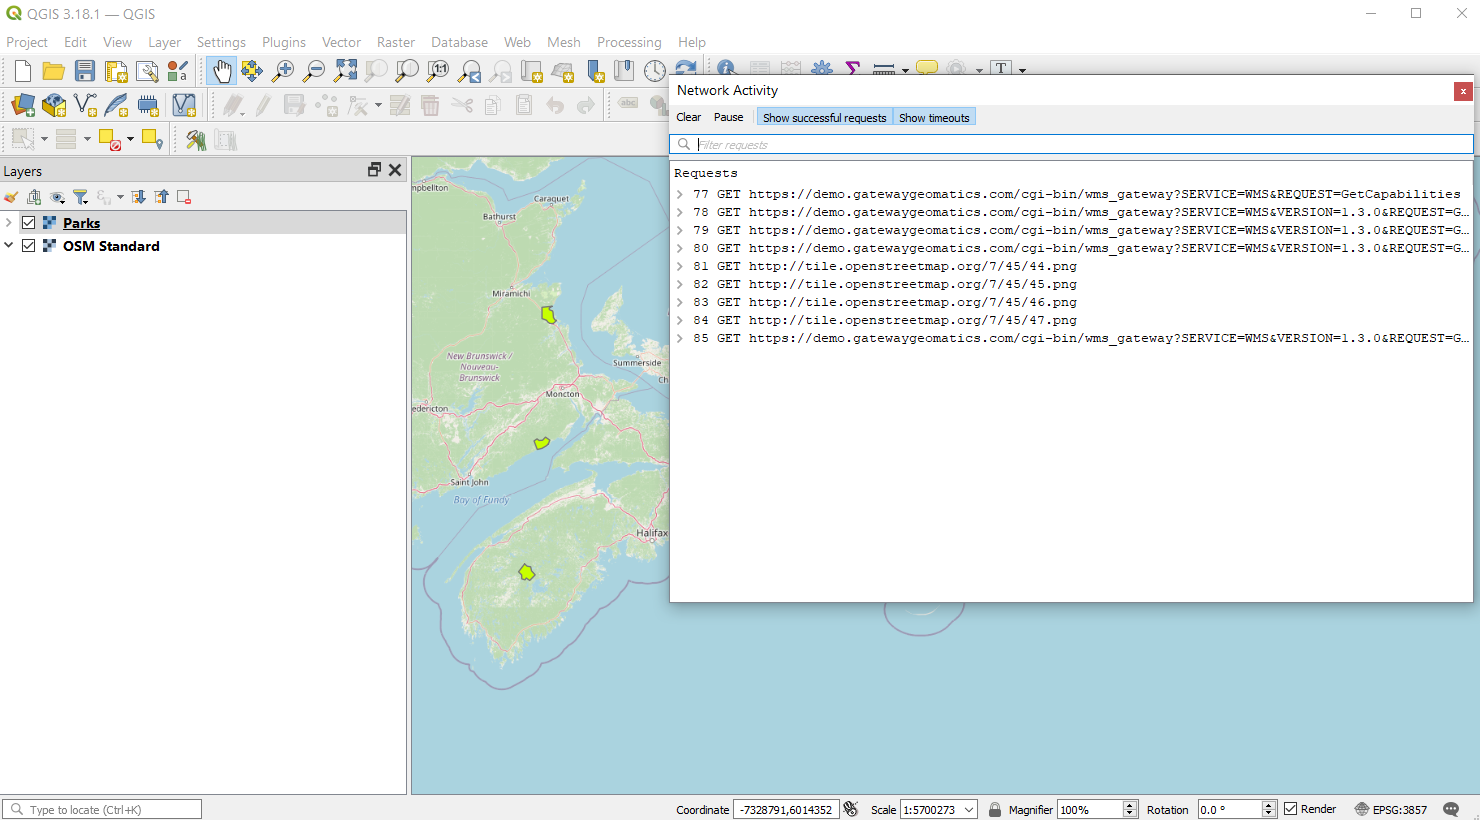 QGIS 3.18.1 — QGIS
Project Edit View Layer Settings Plugins Vector Raster Database Web Mesh Processing Help
Network Activity
Clear Pause Show successful requests Show timeouts
Filter requests
Requests
77 GET https://demo.gatewaygeomatics.com/cgi-bin/wms_gateway?SERVICE=WMS&REQUEST=GetCapabilities
78 GET https://demo.gatewaygeomatics.com/cgi-bin/wms_gateway?SERVICE=WMS&VERSION=1.3.0&REQUEST=G…
79 GET https://demo.gatewaygeomatics.com/cgi-bin/wms_gateway?SERVICE=WMS&VERSION=1.3.0&REQUEST=G…
80 GET https://demo.gatewaygeomatics.com/cgi-bin/wms_gateway?SERVICE=WMS&VERSION=1.3.0&REQUEST=G…
81 GET http://tile.openstreetmap.org/7/45/44.png
82 GET http://tile.openstreetmap.org/7/45/45.png
83 GET http://tile.openstreetmap.org/7/45/46.png
84 GET http://tile.openstreetmap.org/7/45/47.png
85 GET https://demo.gatewaygeomatics.com/cgi-bin/wms_gateway?SERVICE=WMS&VERSION=1.3.0&REQUEST=G…
Layers
Parks
OSM Standard
mpbellton
Caraquet
Bathurst
Miramichi
New Brunswick /
Nouveau-
Brunswick
Summerside
Ch
Moncton
edericton
Saint John
Bay of Fundy
Halifax
Type to locate (Ctrl+K)
Coordinate -7328791,6014352 Scale 1:5700273 Magnifier 100% Rotation 0.0 ° Render EPSG:3857